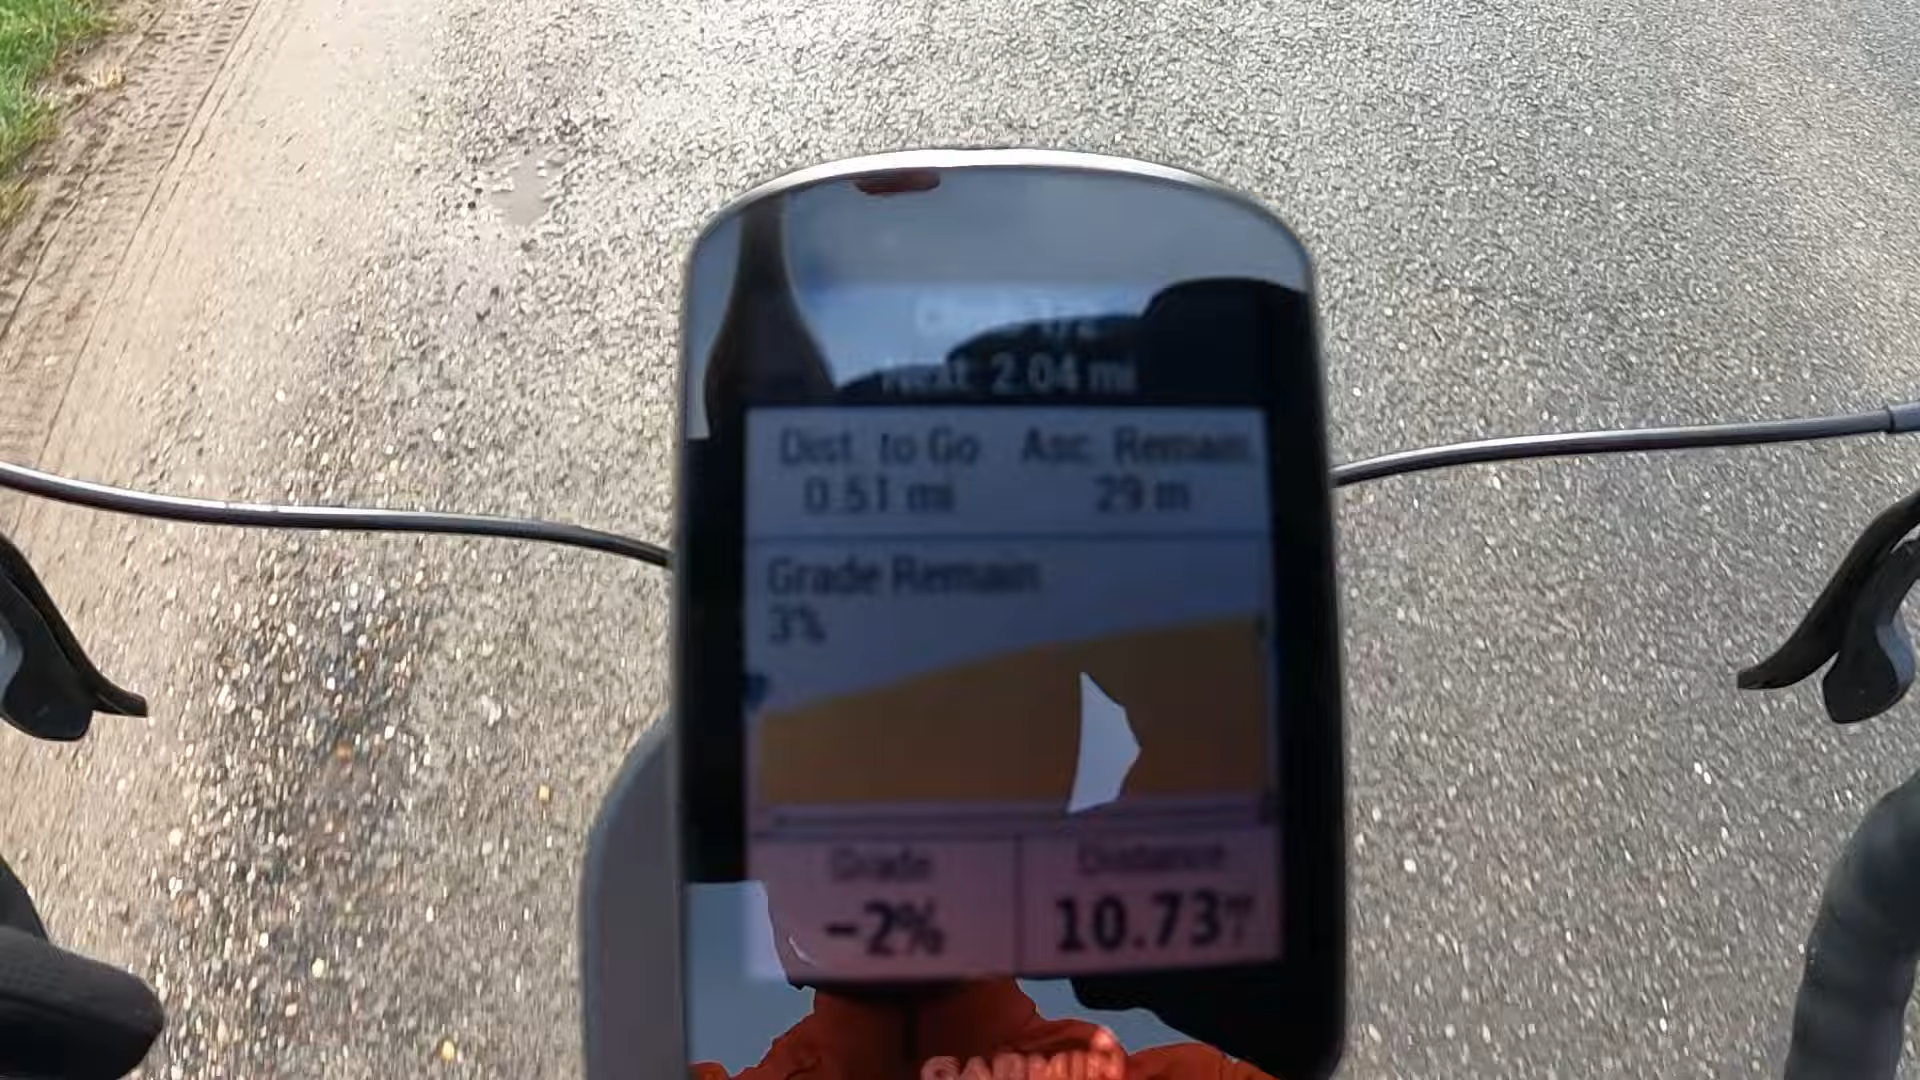 Next 2.04 mi
Dist. to Go Asc. Remain.
0.51 mi 29 m
Grade Remain.
3%
Grade Distance
-2% 10.73
GARMIN